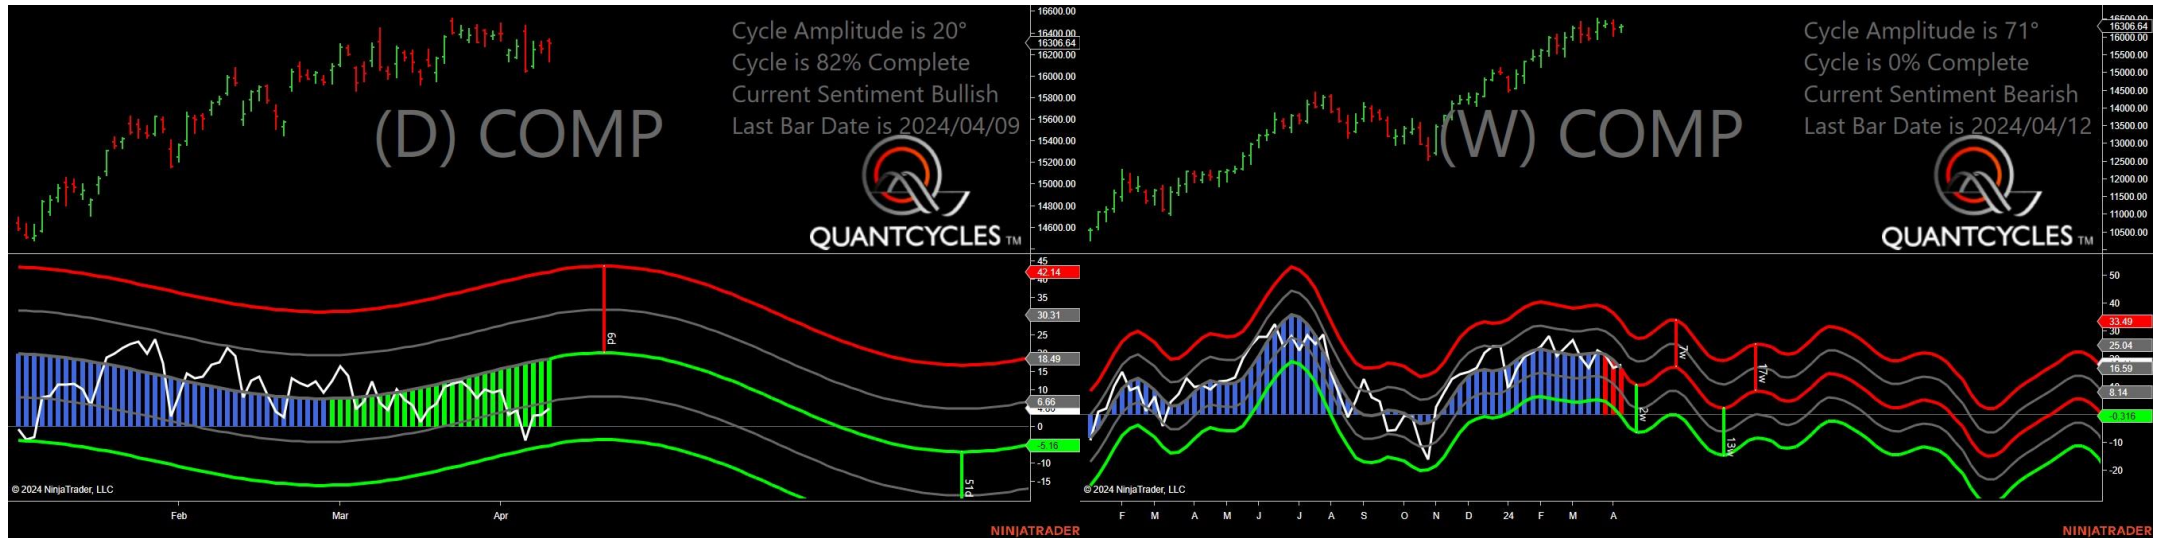 Cycle Amplitude is 20°
Cycle is 82% Complete
Current Sentiment Bullish
Last Bar Date is 2024/04/09
(D) COMP
QUANTCYCLES TM
16600.00
16400.00
16306.64
16200.00
16000.00
15800.00
15600.00
15400.00
15200.00
15000.00
14800.00
14600.00
45
42.14
40
35
30.31
25
18.49
15
10
6.66
0
-5.16
-10
-15
6d
51d
© 2024 NinjaTrader, LLC
Feb
Mar
Apr
NINJATRADER
Cycle Amplitude is 71°
Cycle is 0% Complete
Current Sentiment Bearish
Last Bar Date is 2024/04/12
(W) COMP
QUANTCYCLES TM
16500.00
16306.64
16000.00
15500.00
15000.00
14500.00
14000.00
13500.00
13000.00
12500.00
12000.00
11500.00
11000.00
10500.00
50
40
33.49
30
25.04
16.59
8.14
-0.316
-10
-20
2w
7w
13w
17w
© 2024 NinjaTrader, LLC
F
M
A
M
J
J
A
S
O
N
D
24
F
M
A
NINJATRADER